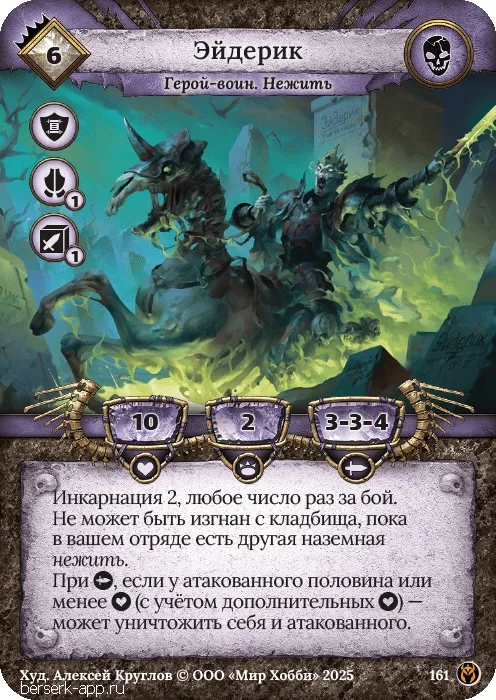 6
Эйдерик
Герой-воин. Нежить
Эйдерик
1
1
Эйдерик
10
2
3-3-4
Инкарнация 2, любое число раз за бой.
Не может быть изгнан с кладбища, пока
в вашем отряде есть другая наземная
нежить.
При , если у атакованного половина или
менее (с учётом дополнительных ) —
может уничтожить себя и атакованного.
Худ. Алексей Круглов © ООО «Мир Хобби» 2025
161
berserk-app.ru